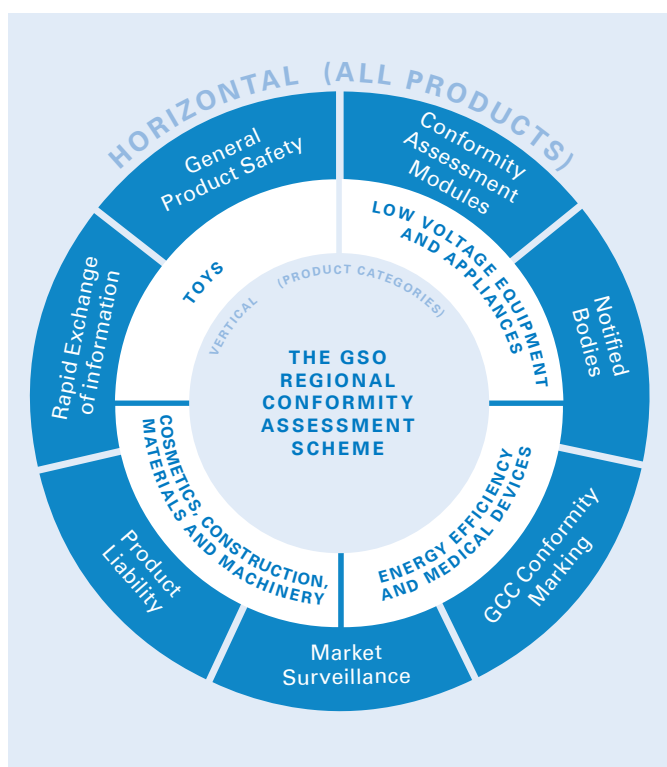 HORIZONTAL (ALL PRODUCTS)
General
Product Safety
Conformity
Assessment
Modules
Notified
Bodies
GCC Conformity
Marking
Market
Surveillance
Product
Liability
Rapid Exchange
of information
TOYS
LOW VOLTAGE EQUIPMENT
AND APPLIANCES
ENERGY EFFICIENCY
AND MEDICAL DEVICES
COSMETICS, CONSTRUCTION,
MATERIALS AND MACHINERY
VERTICAL (PRODUCT CATEGORIES)
THE GSO
REGIONAL
CONFORMITY
ASSESSMENT
SCHEME